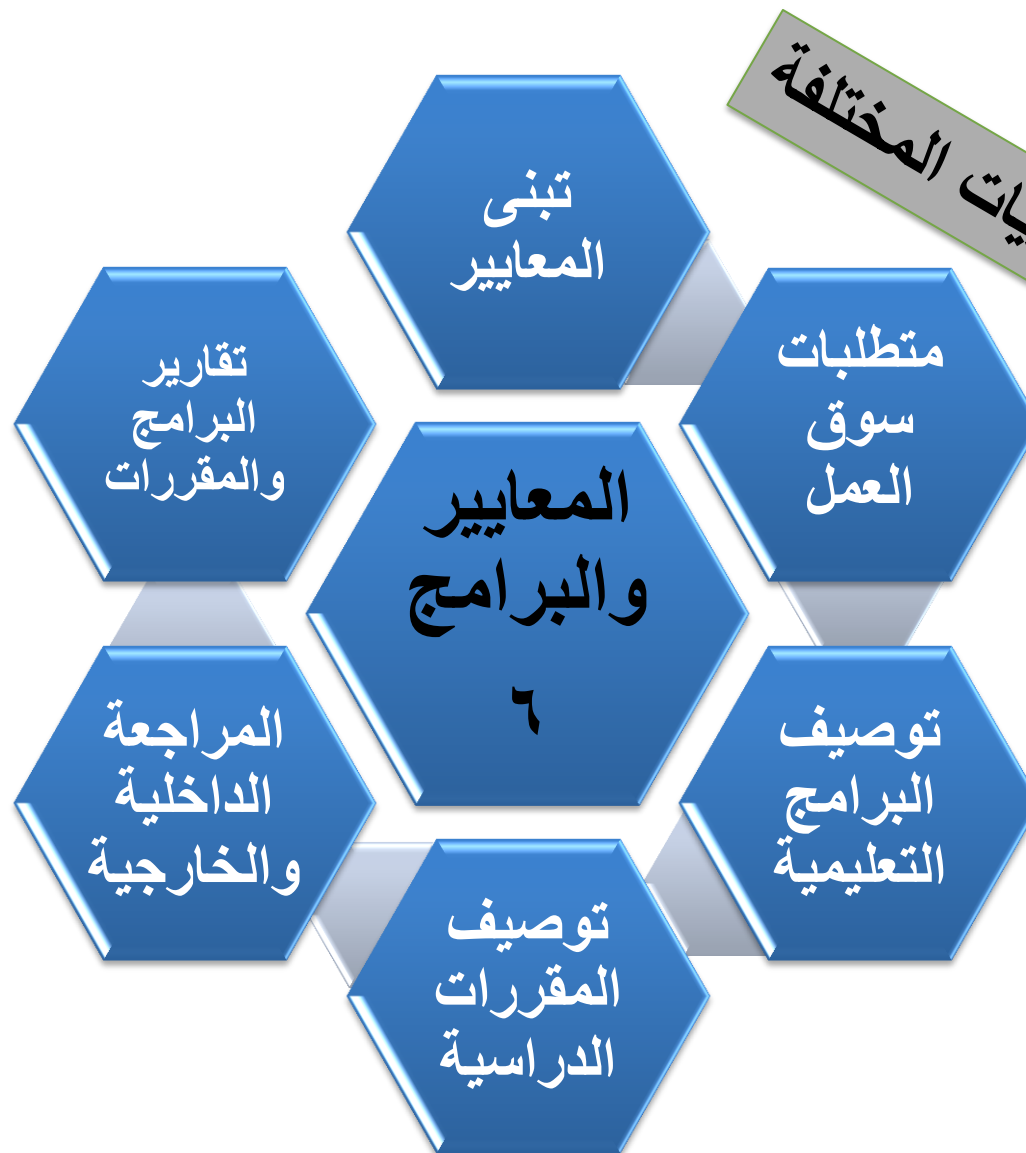 المختلفة
تبنى
المعايير
متطلبات
سوق
العمل
توصيف
البرامج
التعليمية
توصيف
المقررات
الدراسية
المراجعة
الداخلية
والخارجية
تقارير
البرامج
والمقررات
المعايير
والبرامج
٦